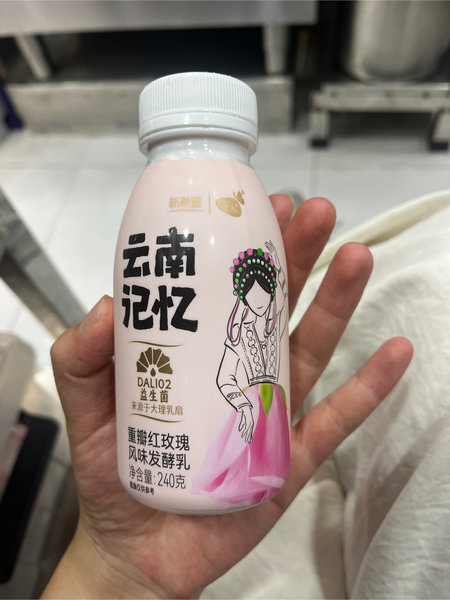 新希望
云南
记忆
DALI02
益生菌
来源于大理乳扇
重瓣红玫瑰
风味发酵乳
净含量:240克